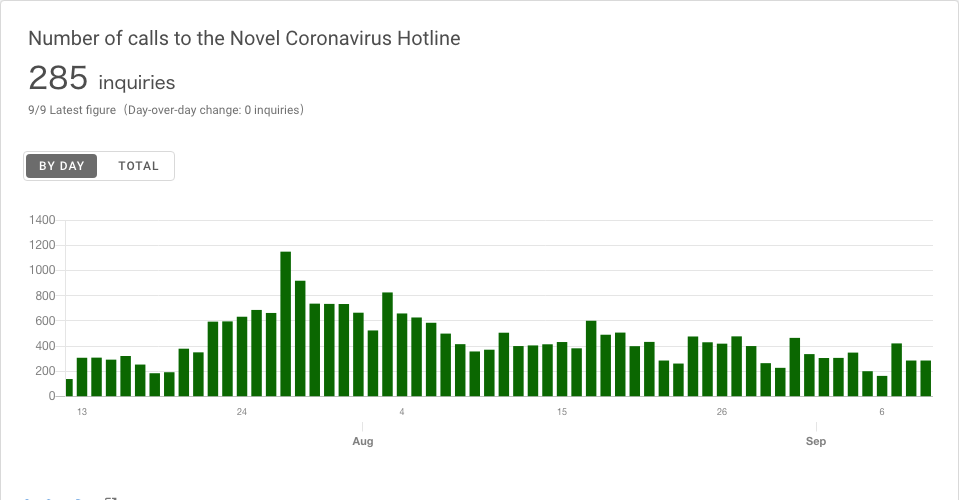 Number of calls to the Novel Coronavirus Hotline
285 inquiries
9/9 Latest figure（Day-over-day change: 0 inquiries）
BY DAY TOTAL
1400
1200
1000
800
600
400
200
0
13 24 4 15 26 6
Aug Sep